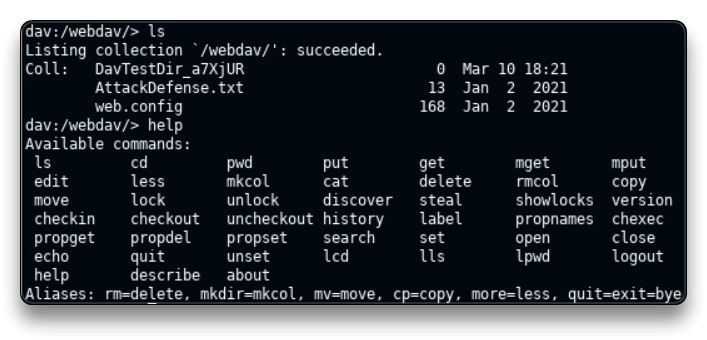 dav:/webdav/> ls
Listing collection `/webdav/': succeeded.
Coll:   DavTestDir_a7XjUR                      0  Mar 10 18:21
        AttackDefense.txt                     13  Jan  2  2021
        web.config                           168  Jan  2  2021
dav:/webdav/> help
Available commands:
 ls         cd         pwd        put        get        mget       mput
 edit       less       mkcol      cat        delete     rmcol      copy
 move       lock       unlock     discover   steal      showlocks  version
 checkin    checkout   uncheckout history    label      propnames  chexec
 propget    propdel    propset    search     set        open       close
 echo       quit       unset      lcd        lls        lpwd       logout
 help       describe   about
Aliases: rm=delete, mkdir=mkcol, mv=move, cp=copy, more=less, quit=exit=bye